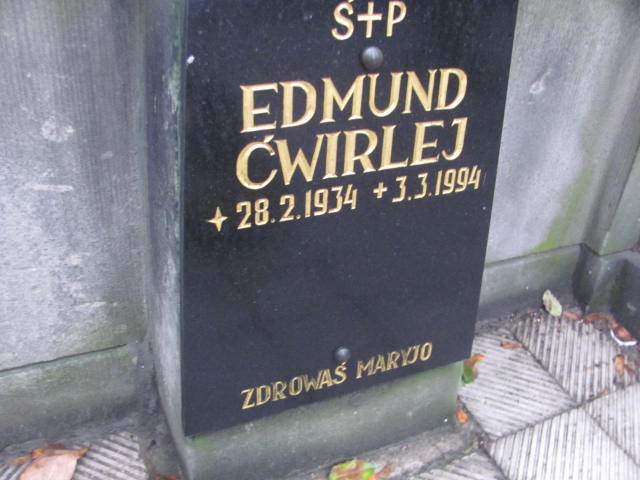 Ś+P
EDMUND
ĆWIRLEJ
✦ 28.2.1934 + 3.3.1994
ZDROWAŚ MARYJO